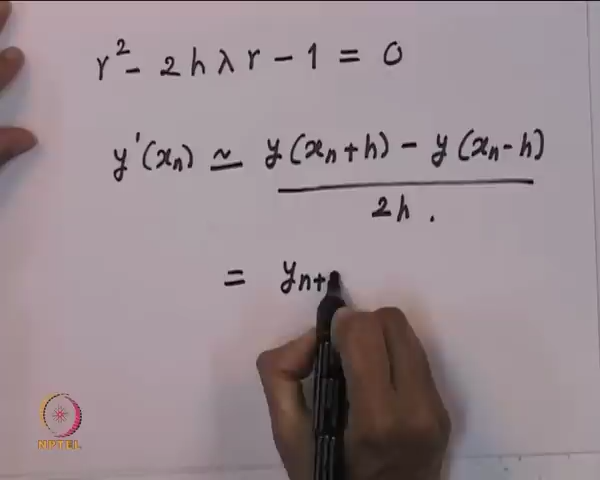 r² - 2hλr - 1 = 0
y'(xₙ) ≃ y(xₙ+h) - y(xₙ-h)
2h .
= yₙ₊
NPTEL